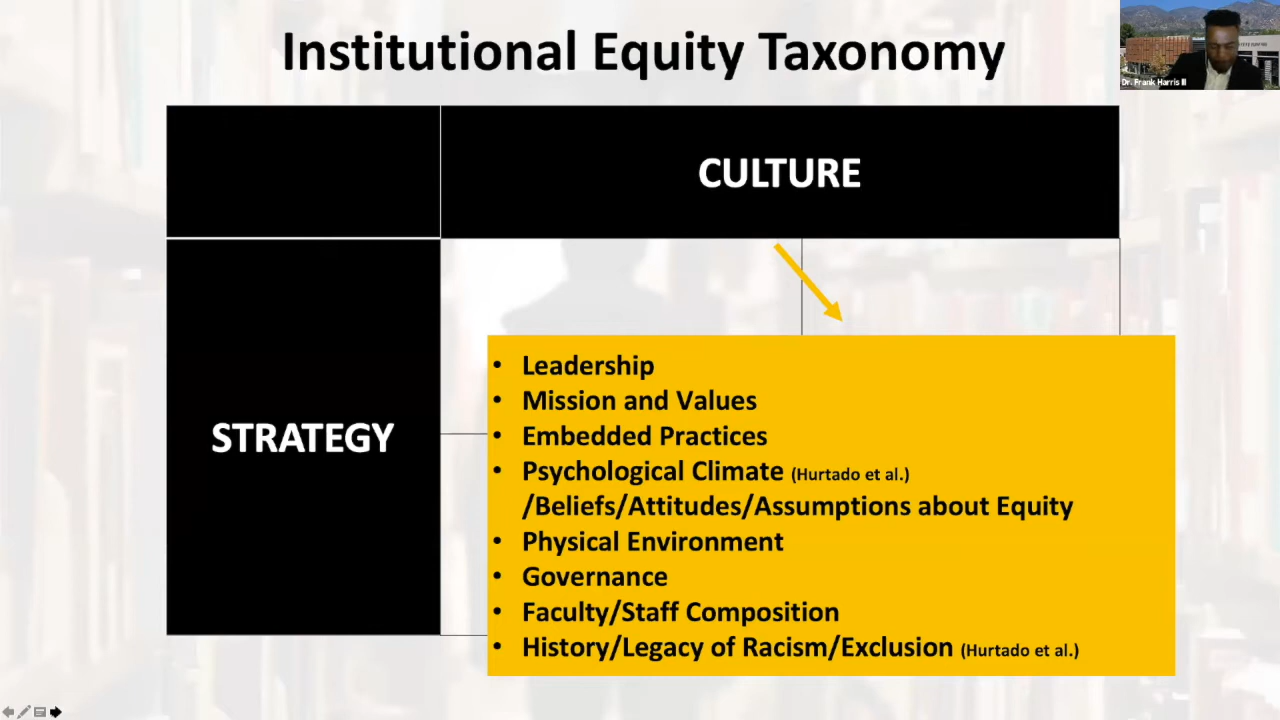 Institutional Equity Taxonomy
Dr. Frank Harris III
CULTURE
STRATEGY
• Leadership
• Mission and Values
• Embedded Practices
• Psychological Climate (Hurtado et al.)
/Beliefs/Attitudes/Assumptions about Equity
• Physical Environment
• Governance
• Faculty/Staff Composition
• History/Legacy of Racism/Exclusion (Hurtado et al.)